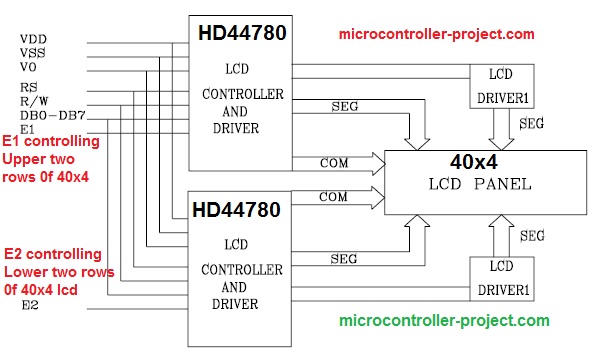 HD44780
microcontroller-project.com
VDD
VSS
V0
LCD
LCD
DRIVER1
RS
R/W
DB0-DB7
E1
CONTROLLER
AND
DRIVER
SEG
SEG
E1 controlling
Upper two
rows 0f 40x4
COM
40x4
LCD PANEL
HD44780
COM
E2 controlling
Lower two rows
0f 40x4 lcd
LCD
CONTROLLER
AND
DRIVER
SEG
SEG
LCD
DRIVER1
E2
microcontroller-project.com